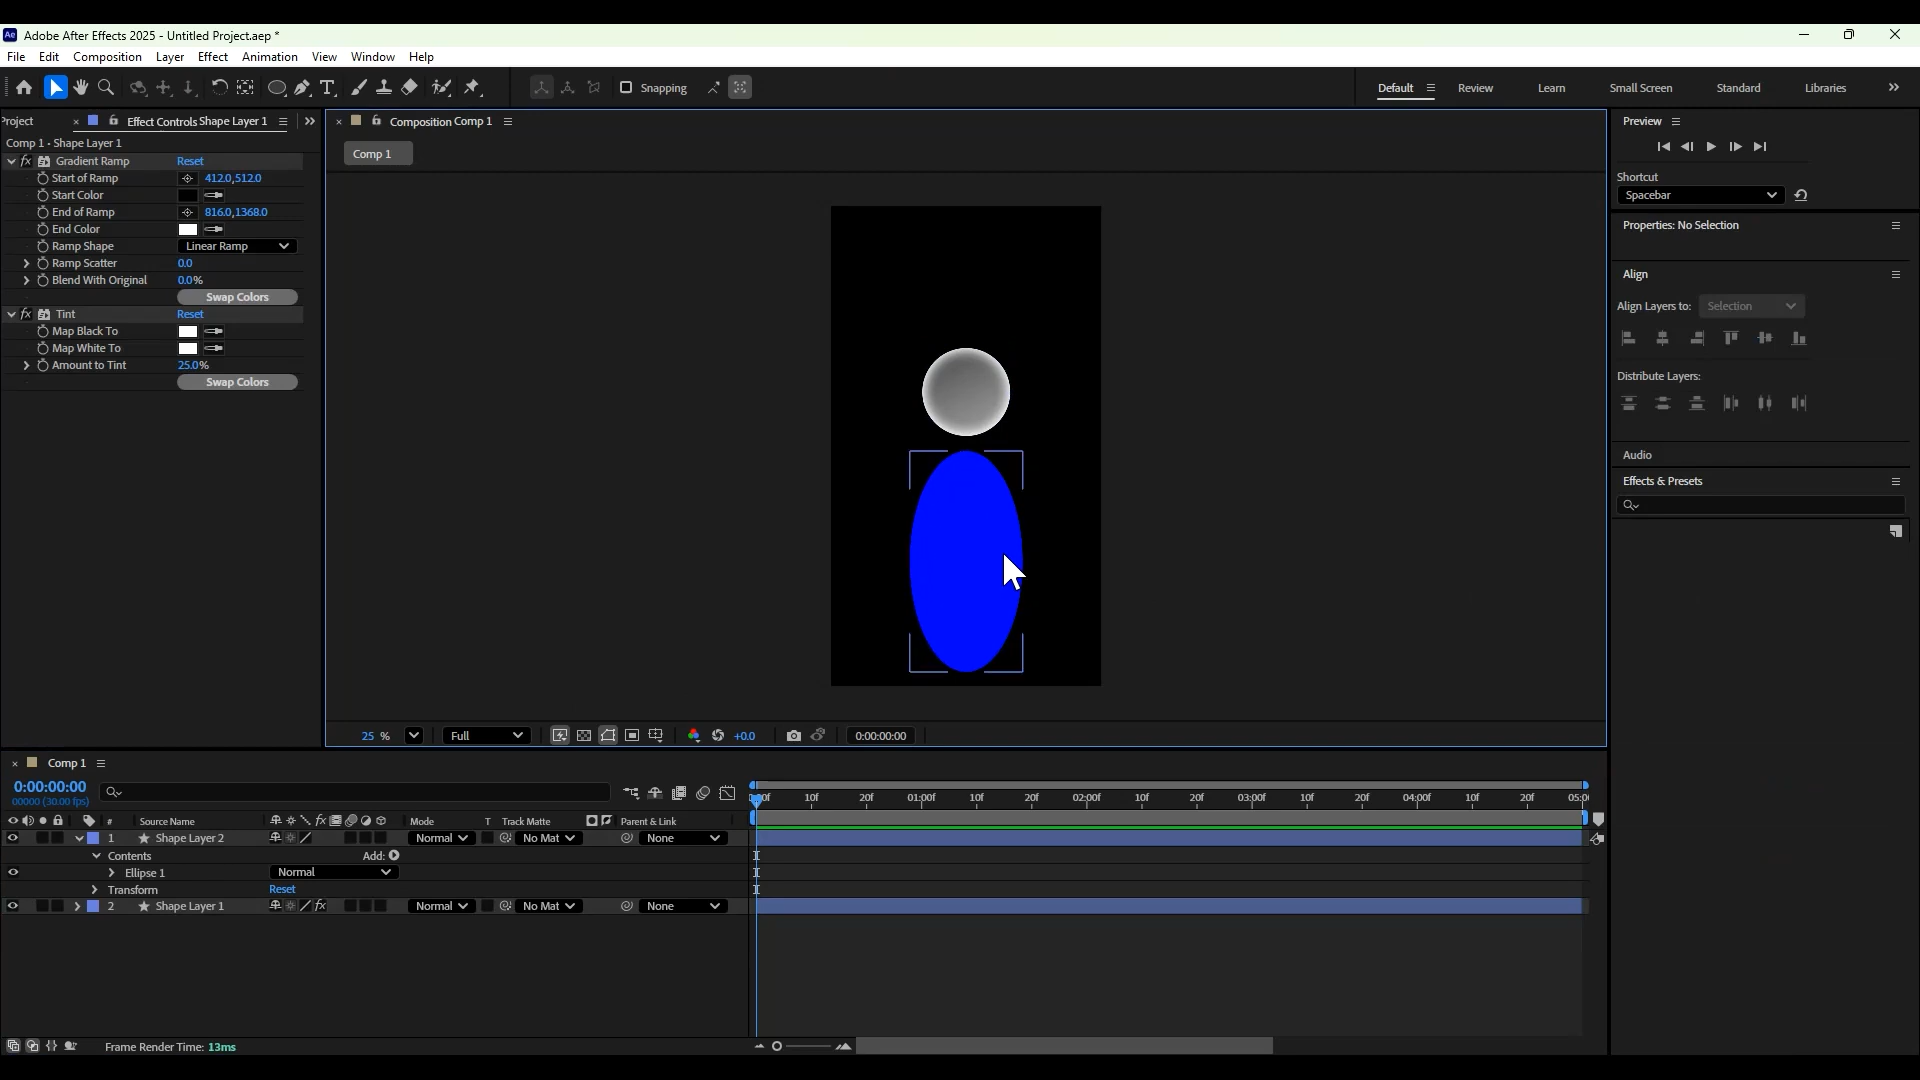 Ae Adobe After Effects 2025 - Untitled Project.aep *
File Edit Composition Layer Effect Animation View Window Help
Snapping
Default Review Learn Small Screen Standard Libraries
Project Effect Controls Shape Layer 1
Comp 1 • Shape Layer 1
fx Gradient Ramp Reset
Start of Ramp 412.0,512.0
Start Color
End of Ramp 816.0,1368.0
End Color
Ramp Shape Linear Ramp
Ramp Scatter 0.0
Blend With Original 0.0%
Swap Colors
fx Tint Reset
Map Black To
Map White To
Amount to Tint 25.0%
Swap Colors
Composition Comp 1
Comp 1
25 % Full +0.0 0:00:00:00
Preview
Shortcut
Spacebar
Properties: No Selection
Align
Align Layers to: Selection
Distribute Layers:
Audio
Effects & Presets
Comp 1
0:00:00:00
00000 (30.00 fps)
:00f 10f 20f 01:00f 10f 20f 02:00f 10f 20f 03:00f 10f 20f 04:00f 10f 20f 05:0
# Source Name fx Mode T Track Matte Parent & Link
1 Shape Layer 2 Normal No Mat None
Contents Add:
Ellipse 1 Normal
Transform Reset
2 Shape Layer 1 fx Normal No Mat None
Frame Render Time: 13ms